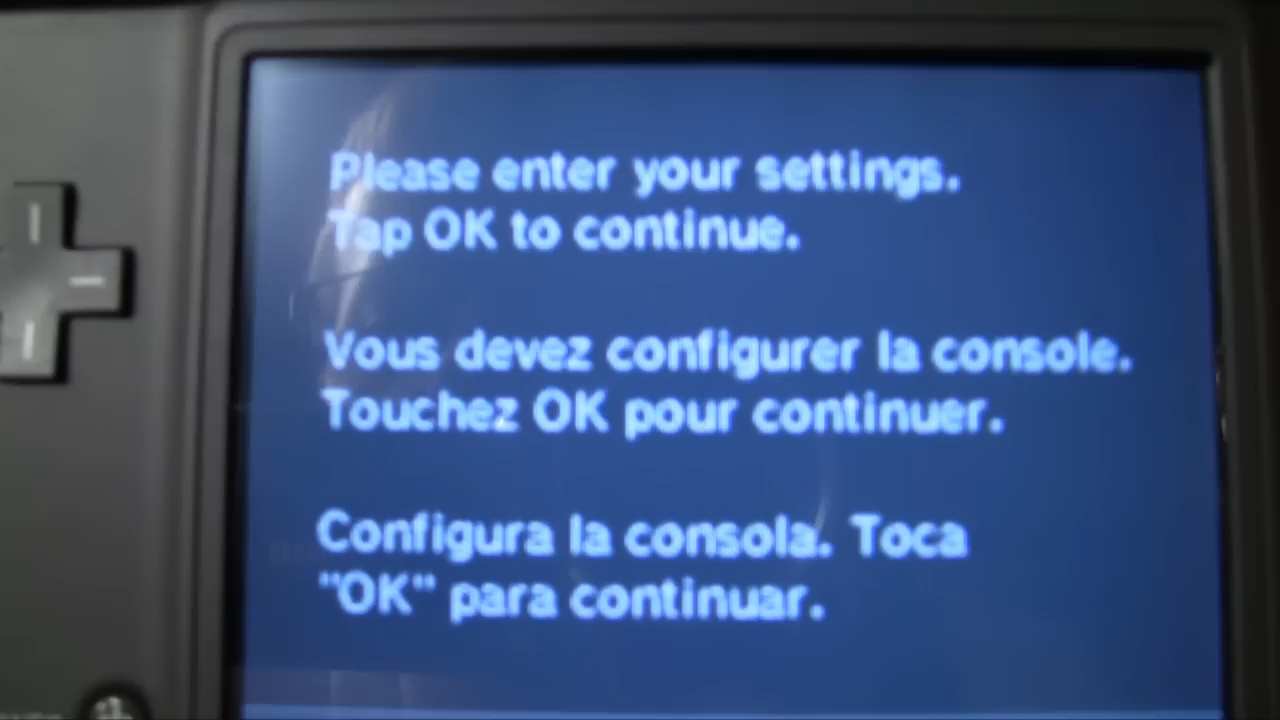 Please enter your settings.
Tap OK to continue.
Vous devez configurer la console.
Touchez OK pour continuer.
Configura la consola. Toca
"OK" para continuar.